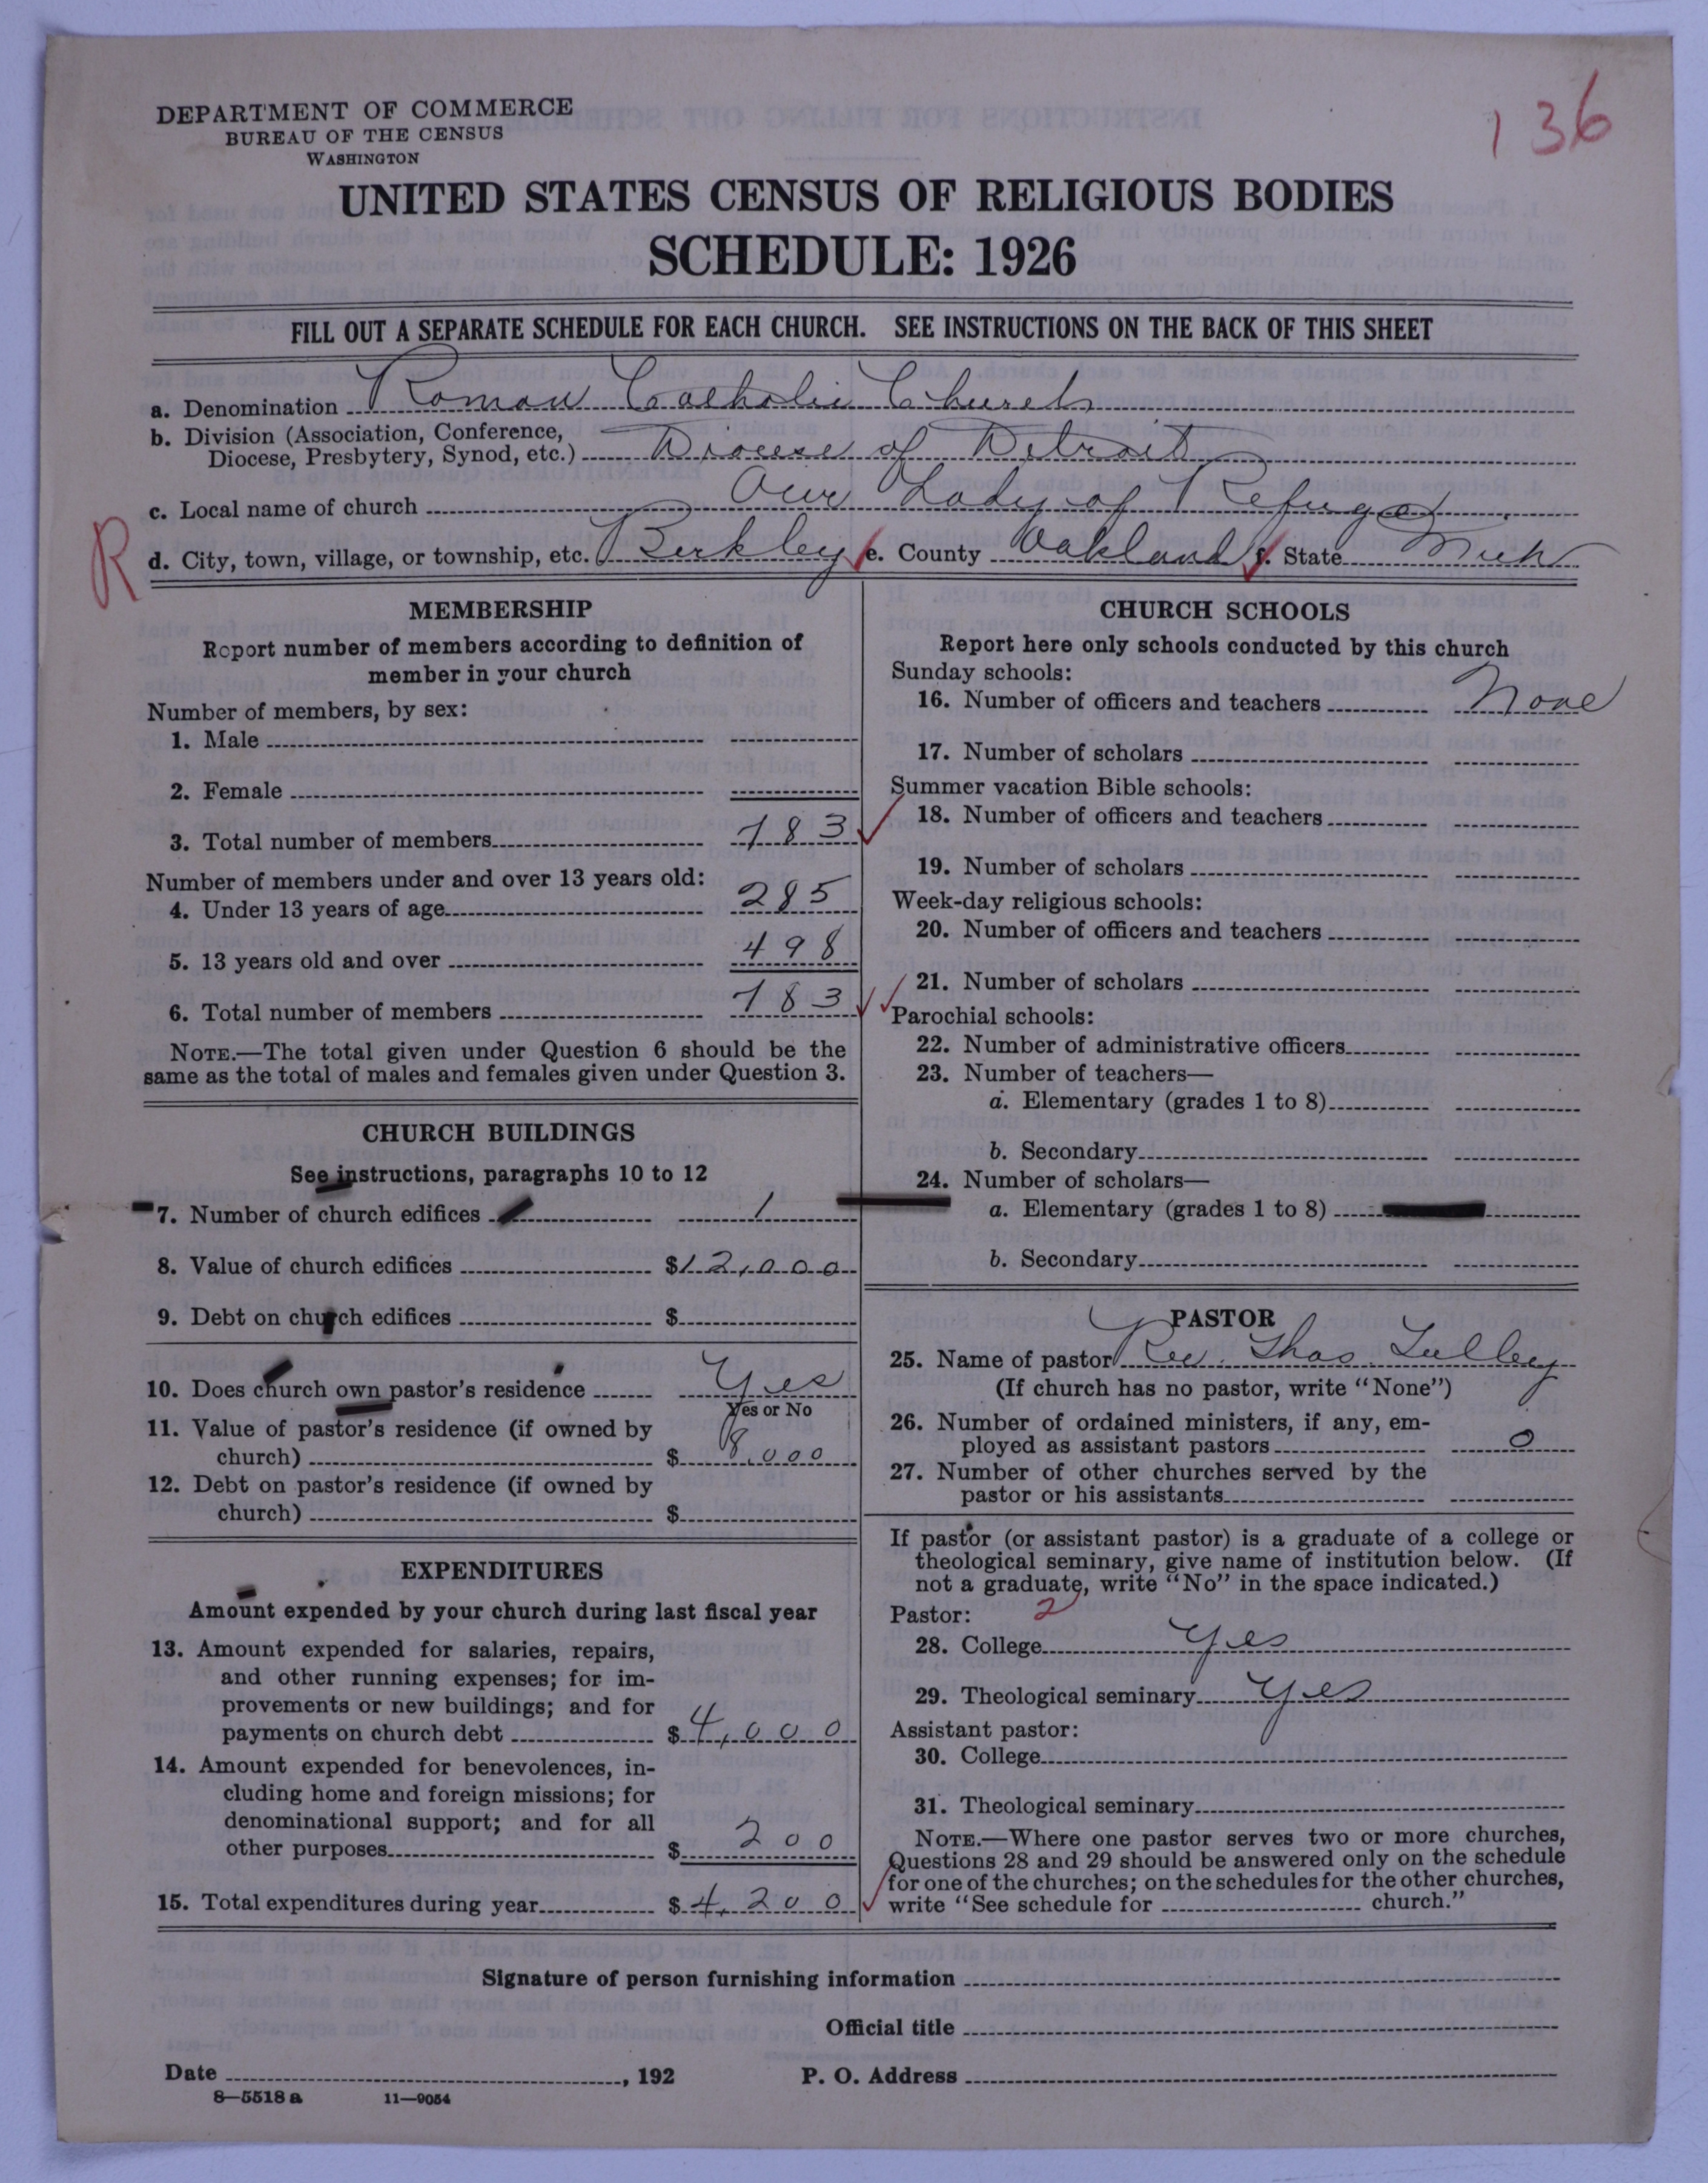 136
DEPARTMENT OF COMMERCE
BUREAU OF THE CENSUS
WASHINGTON
UNITED STATES CENSUS OF RELIGIOUS BODIES
SCHEDULE: 1926
FILL OUT A SEPARATE SCHEDULE FOR EACH CHURCH. SEE INSTRUCTIONS ON THE BACK OF THIS SHEET
a. Denomination Roman Catholic Church
b. Division (Association, Conference,
Diocese, Presbytery, Synod, etc.) Diocese of Detroit
c. Local name of church Our Lady of Refuge
R d. City, town, village, or township, etc. Berkley e. County Oakland f. State Mich
MEMBERSHIP
Report number of members according to definition of
member in your church
Number of members, by sex:
1. Male
2. Female
3. Total number of members 783
Number of members under and over 13 years old:
4. Under 13 years of age 285
5. 13 years old and over 498
6. Total number of members 783
NOTE.—The total given under Question 6 should be the
same as the total of males and females given under Question 3.
CHURCH BUILDINGS
See instructions, paragraphs 10 to 12
7. Number of church edifices 1
8. Value of church edifices $12,000
9. Debt on church edifices $
10. Does church own pastor's residence Yes
Yes or No
11. Value of pastor's residence (if owned by
church) $8,000
12. Debt on pastor's residence (if owned by
church) $
EXPENDITURES
Amount expended by your church during last fiscal year
13. Amount expended for salaries, repairs,
and other running expenses; for im-
provements or new buildings; and for
payments on church debt $4,000
14. Amount expended for benevolences, in-
cluding home and foreign missions; for
denominational support; and for all
other purposes $200
15. Total expenditures during year $4,200
CHURCH SCHOOLS
Report here only schools conducted by this church
Sunday schools:
16. Number of officers and teachers None
17. Number of scholars
Summer vacation Bible schools:
18. Number of officers and teachers
19. Number of scholars
Week-day religious schools:
20. Number of officers and teachers
21. Number of scholars
Parochial schools:
22. Number of administrative officers
23. Number of teachers—
a. Elementary (grades 1 to 8)
b. Secondary
24. Number of scholars—
a. Elementary (grades 1 to 8)
b. Secondary
PASTOR
25. Name of pastor Rev. Thos. Lulley
(If church has no pastor, write "None")
26. Number of ordained ministers, if any, em-
ployed as assistant pastors 0
27. Number of other churches served by the
pastor or his assistants
If pastor (or assistant pastor) is a graduate of a college or
theological seminary, give name of institution below. (If
not a graduate, write "No" in the space indicated.)
Pastor: 2
28. College Yes
29. Theological seminary Yes
Assistant pastor:
30. College
31. Theological seminary
NOTE.—Where one pastor serves two or more churches,
Questions 28 and 29 should be answered only on the schedule
for one of the churches; on the schedules for the other churches,
write "See schedule for church."
Signature of person furnishing information
Official title
Date , 192 P. O. Address
8—5518 a 11—9054